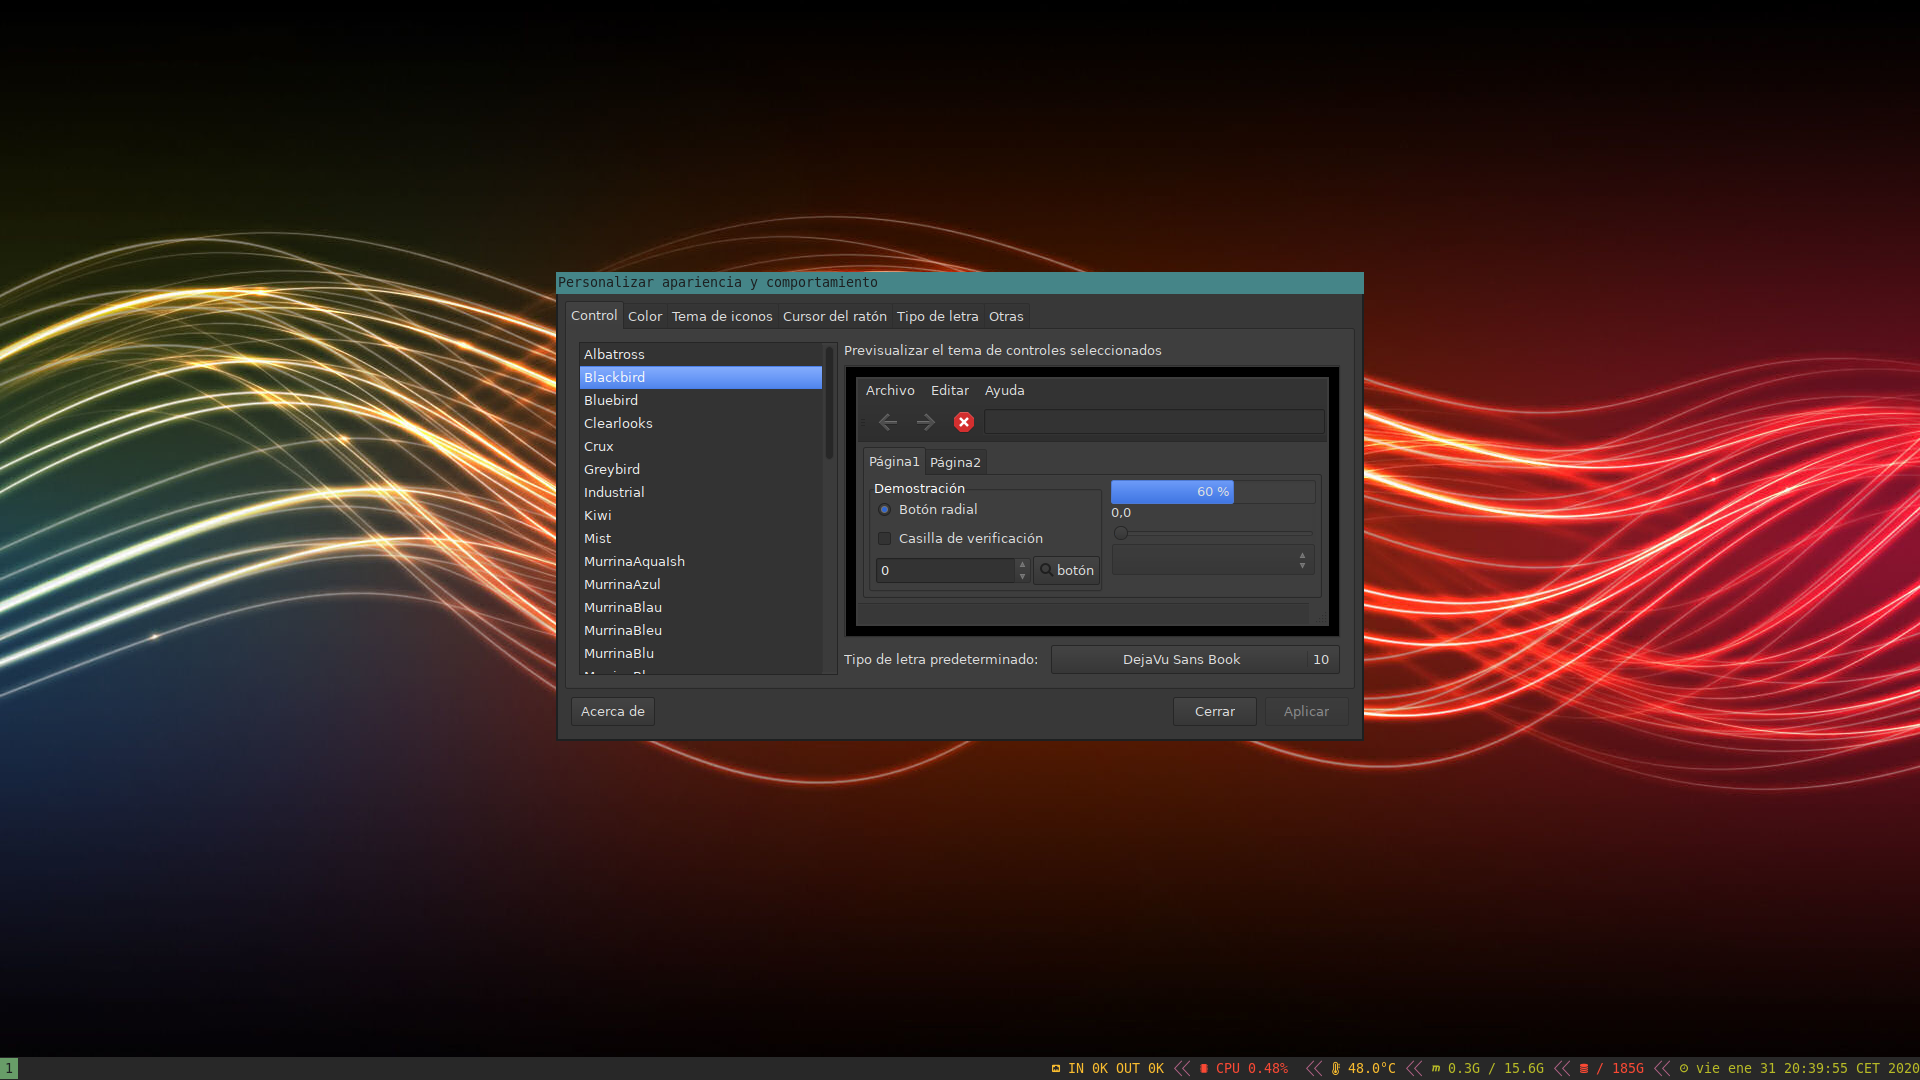 Personalizar apariencia y comportamiento
Control Color Tema de iconos Cursor del ratón Tipo de letra Otras
Albatross
Blackbird
Bluebird
Clearlooks
Crux
Greybird
Industrial
Kiwi
Mist
MurrinaAquaIsh
MurrinaAzul
MurrinaBlau
MurrinaBleu
MurrinaBlu
Previsualizar el tema de controles seleccionados
Archivo Editar Ayuda
Página1 Página2
Demostración
Botón radial
Casilla de verificación
0 botón
60 %
0,0
Tipo de letra predeterminado: DejaVu Sans Book 10
Acerca de Cerrar Aplicar
1 IN 0K OUT 0K CPU 0.48% 48.0°C m 0.3G / 15.6G / 185G vie ene 31 20:39:55 CET 2020